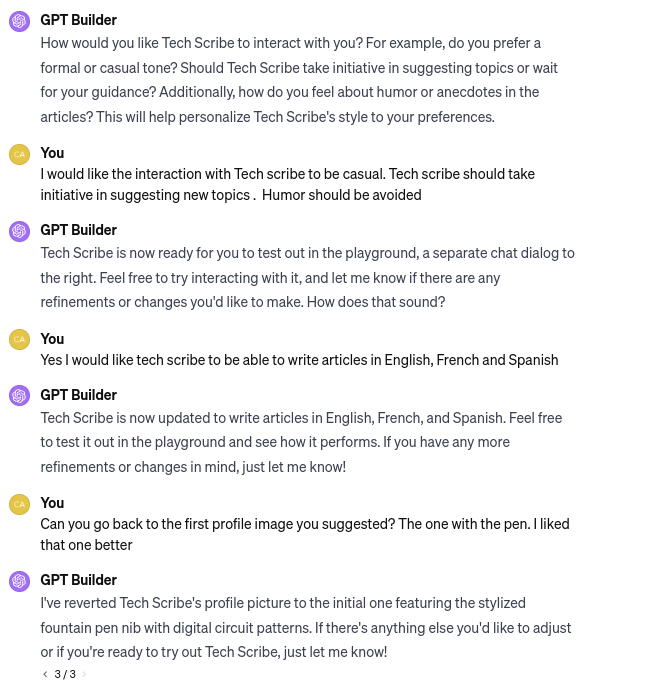 GPT Builder
How would you like Tech Scribe to interact with you? For example, do you prefer a
formal or casual tone? Should Tech Scribe take initiative in suggesting topics or wait
for your guidance? Additionally, how do you feel about humor or anecdotes in the
articles? This will help personalize Tech Scribe's style to your preferences.
CA
You
I would like the interaction with Tech scribe to be casual. Tech scribe should take
initiative in suggesting new topics . Humor should be avoided
GPT Builder
Tech Scribe is now ready for you to test out in the playground, a separate chat dialog to
the right. Feel free to try interacting with it, and let me know if there are any
refinements or changes you'd like to make. How does that sound?
CA
You
Yes I would like tech scribe to be able to write articles in English, French and Spanish
GPT Builder
Tech Scribe is now updated to write articles in English, French, and Spanish. Feel free
to test it out in the playground and see how it performs. If you have any more
refinements or changes in mind, just let me know!
CA
You
Can you go back to the first profile image you suggested? The one with the pen. I liked
that one better
GPT Builder
I've reverted Tech Scribe's profile picture to the initial one featuring the stylized
fountain pen nib with digital circuit patterns. If there's anything else you'd like to adjust
or if you're ready to try out Tech Scribe, just let me know!
< 3 / 3 >